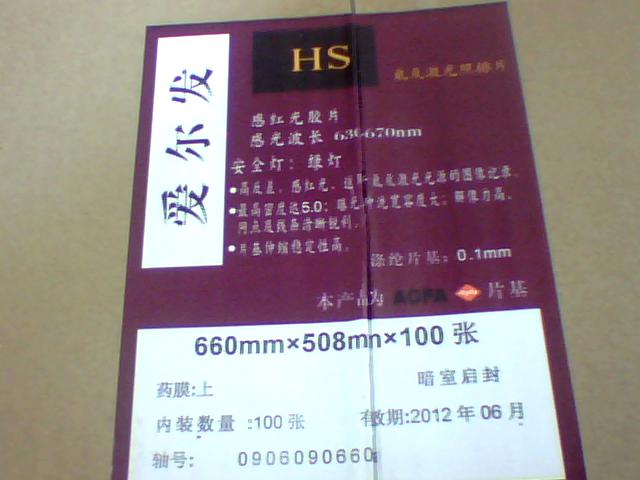 爱尔发
HS
氦氖激光照排片
感红光胶片
感光波长 630-670nm
安全灯：绿灯
●高反差。感红光、适于氦氖激光光源的图像记录。
●最高密度达5.0；曝光冲洗宽容度大；解像力高。
网点及线条清晰锐利。
●片基伸缩稳定性高。
涤纶片基：0.1mm
本产品为 AGFA 片基
660mm×508mm×100 张
药膜:上
暗室启封
内装数量 :100 张
有效期:2012 年 06 月
轴号: 0906090660